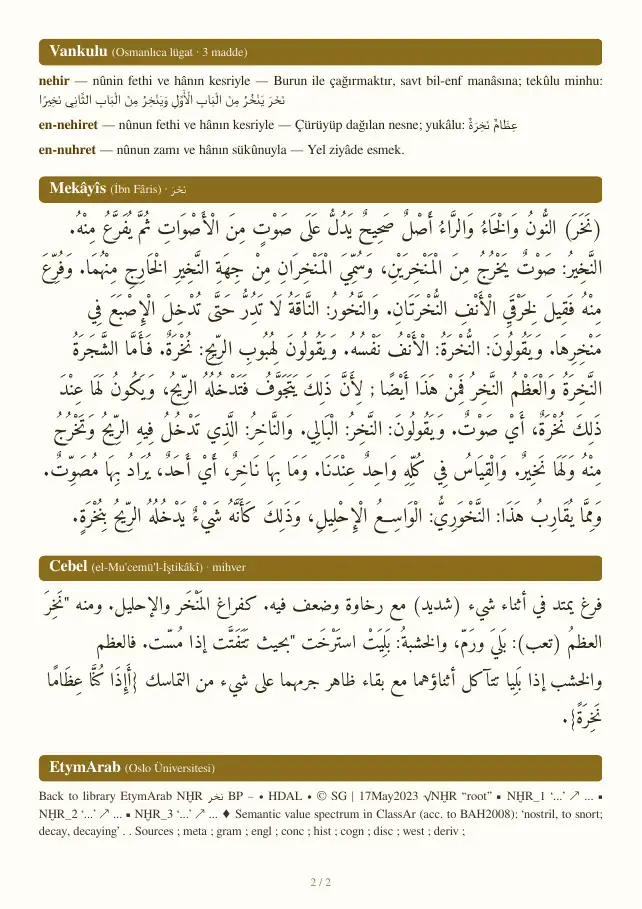 Vankulu (Osmanlıca lügat · 3 madde)
nehir — nûnin fethi ve hânın kesriyle — Burun ile çağırmaktır, savt bil-enf manâsına; tekûlu minhu:
نَخَرَ يَنْخُرُ مِنَ الْبَابِ الْأَوَّلِ وَيَنْخِرُ مِنَ الْبَابِ الثَّانِي نَخِيرًا
en-nehiret — nûnun fethi ve hânın kesriyle — Çürüyüp dağılan nesne; yukâlu: عِظَامٌ نَخِرَةٌ
en-nuhret — nûnun zamı ve hânın sükûnuyla — Yel ziyâde esmek.
Mekâyîs (İbn Fâris) · نَخَرَ
(نَخَرَ) النُّونُ وَالْخَاءُ وَالرَّاءُ أَصْلٌ صَحِيحٌ يَدُلُّ عَلَى صَوْتٍ مِنَ الْأَصْوَاتِ ثُمَّ يُفَرَّعُ مِنْهُ.
النَّخِيرُ: صَوْتٌ يَخْرُجُ مِنَ الْمَنْخِرَيْنِ، وَسُمِّيَ الْمَنْخِرَانِ مِنْ جِهَةِ النَّخِيرِ الْخَارِجِ مِنْهُمَا. وَفُرِّعَ
مِنْهُ فَقِيلَ لِخَرْقَيِ الْأَنْفِ النُّخْرَتَانِ. وَالنَّخُورُ: النَّاقَةُ لَا تَدُرُّ حَتَّى تُدْخِلَ الْإِصْبَعَ فِي
مَنْخِرِهَا. وَيَقُولُونَ: النُّخْرَةُ: الْأَنْفُ نَفْسُهُ. وَيَقُولُونَ لِهُبُوبِ الرِّيحِ: نُخْرَةٌ. فَأَمَّا الشَّجَرَةُ
النَّخِرَةُ وَالْعَظْمُ النَّخِرُ فَمِنْ هَذَا أَيْضًا ; لِأَنَّ ذَلِكَ يَتَجَوَّفُ فَتَدْخُلُهُ الرِّيحُ، وَيَكُونُ لَهَا عِنْدَ
ذَلِكَ نُخْرَةٌ، أَيْ صَوْتٌ. وَيَقُولُونَ: النَّخِرُ: الْبَالِي. وَالنَّاخِرُ: الَّذِي تَدْخُلُ فِيهِ الرِّيحُ وَتَخْرُجُ
مِنْهُ وَلَهَا نَخِيرٌ. وَالْقِيَاسُ فِي كُلِّهِ وَاحِدٌ عِنْدَنَا. وَمَا بِهَا نَاخِرٌ، أَيْ أَحَدٌ، يُرَادُ بِهَا مُصَوِّتٌ.
وَمِمَّا يُقَارِبُ هَذَا: النَّخْوَرِيُّ: الْوَاسِعُ الْإِحْلِيلِ، وَذَلِكَ كَأَنَّهُ شَيْءٌ يَدْخُلُهُ الرِّيحُ بِنُخْرَةٍ.
Cebel (el-Mu'cemü'l-İştikâkî) · mihver
فرغ يمتد في أثناء شيء (شديد) مع رخاوة وضعف فيه. كفراغ المَنْخَر والإحليل. ومنه "نَخِرَ
العظمُ (تعب): بَلَيَ ورَمّ، والخشبةُ: بَلِيَتْ استَرْخَت "بحيث تَتَفَتَّت إذا مُسّت. فالعظم
والخشب إذا بَلِيا تتآكل أثناؤهما مع بقاء ظاهر جرمهما على شيء من التماسك {أَإِذَا كُنَّا عِظَامًا
نَخِرَةً}.
EtymArab (Oslo Üniversitesi)
Back to library EtymArab NḪR نخر BP – • HDAL • © SG | 17May2023 √NḪR “root” ▪ NḪR_1 ‘...’ ↗ ... ▪
NḪR_2 ‘...’ ↗ ... ▪ NḪR_3 ‘...’ ↗ ... ♦ Semantic value spectrum in ClassAr (acc. to BAH2008): ‘nostril, to snort;
decay, decaying’ . . Sources ; meta ; gram ; engl ; conc ; hist ; cogn ; disc ; west ; deriv ;
2 / 2